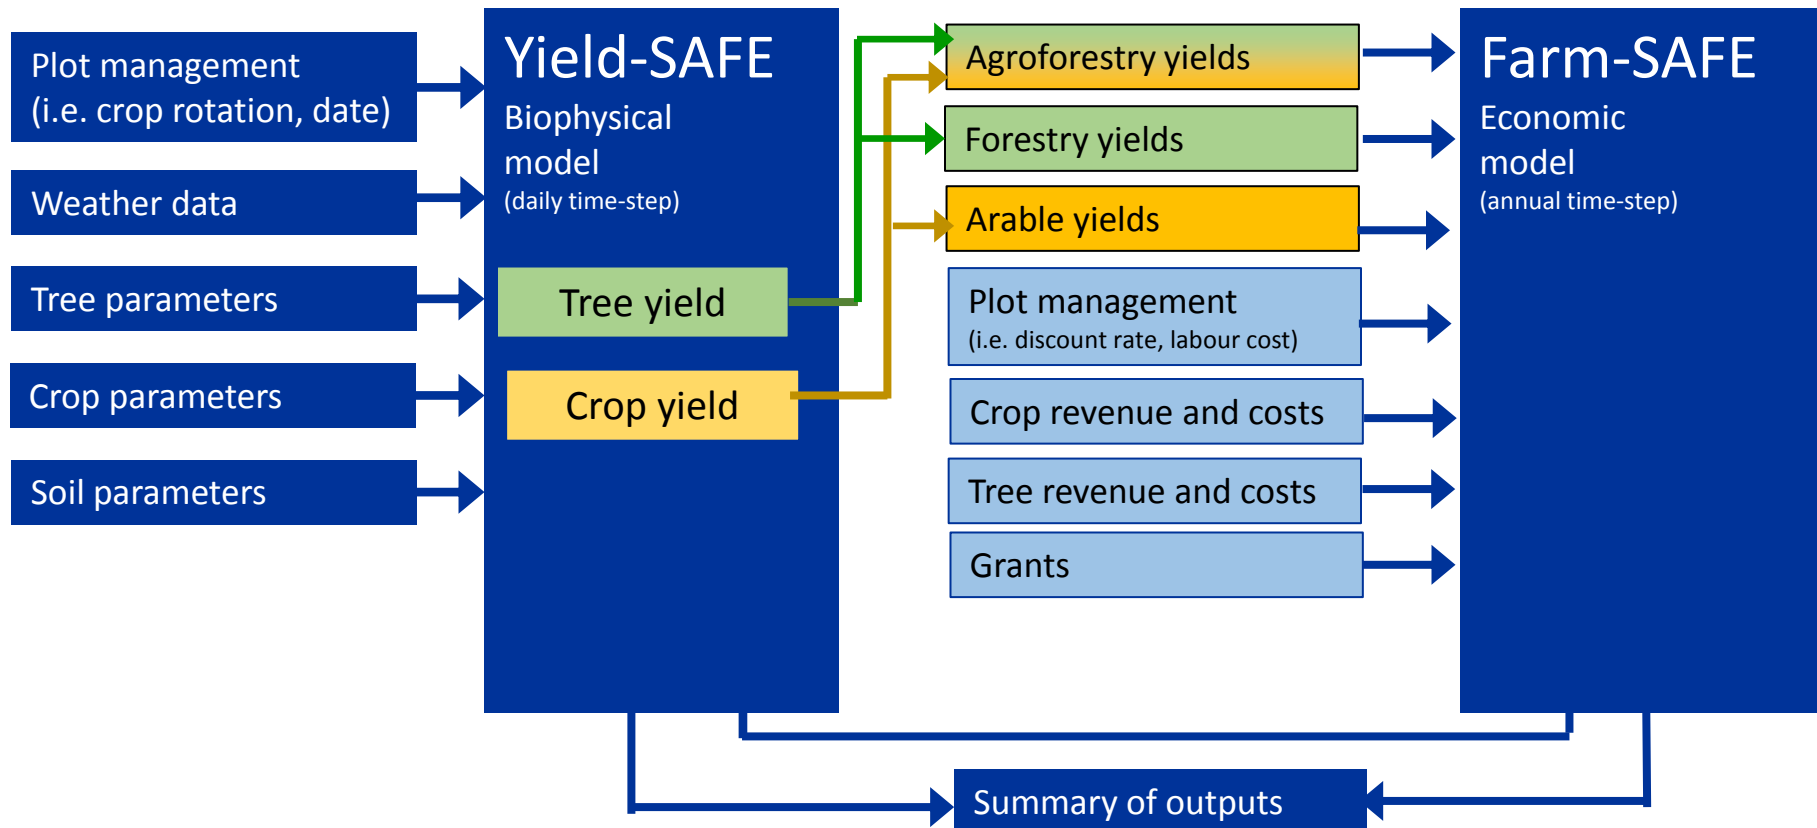 Plot management
(i.e. crop rotation, date)
Weather data
Tree parameters
Crop parameters
Soil parameters
Yield-SAFE
Biophysical
model
(daily time-step)
Tree yield
Crop yield
Agroforestry yields
Forestry yields
Arable yields
Plot management
(i.e. discount rate, labour cost)
Crop revenue and costs
Tree revenue and costs
Grants
Farm-SAFE
Economic
model
(annual time-step)
Summary of outputs